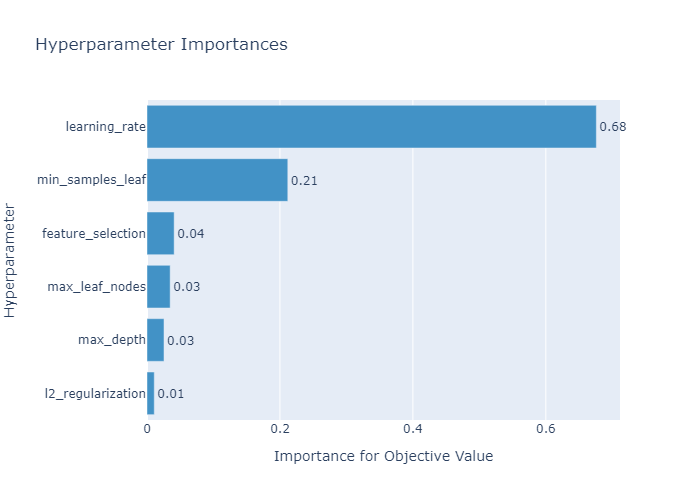 Hyperparameter Importances
Hyperparameter
learning_rate 0.68
min_samples_leaf 0.21
feature_selection 0.04
max_leaf_nodes 0.03
max_depth 0.03
l2_regularization 0.01
0 0.2 0.4 0.6
Importance for Objective Value